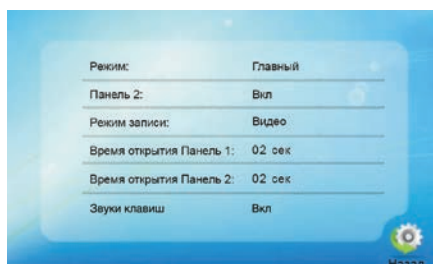 Режим: Главный
Панель 2: Вкл
Режим записи: Видео
Время открытия Панель 1: 02 сек
Время открытия Панель 2: 02 сек
Звуки клавиш Вкл
Назад